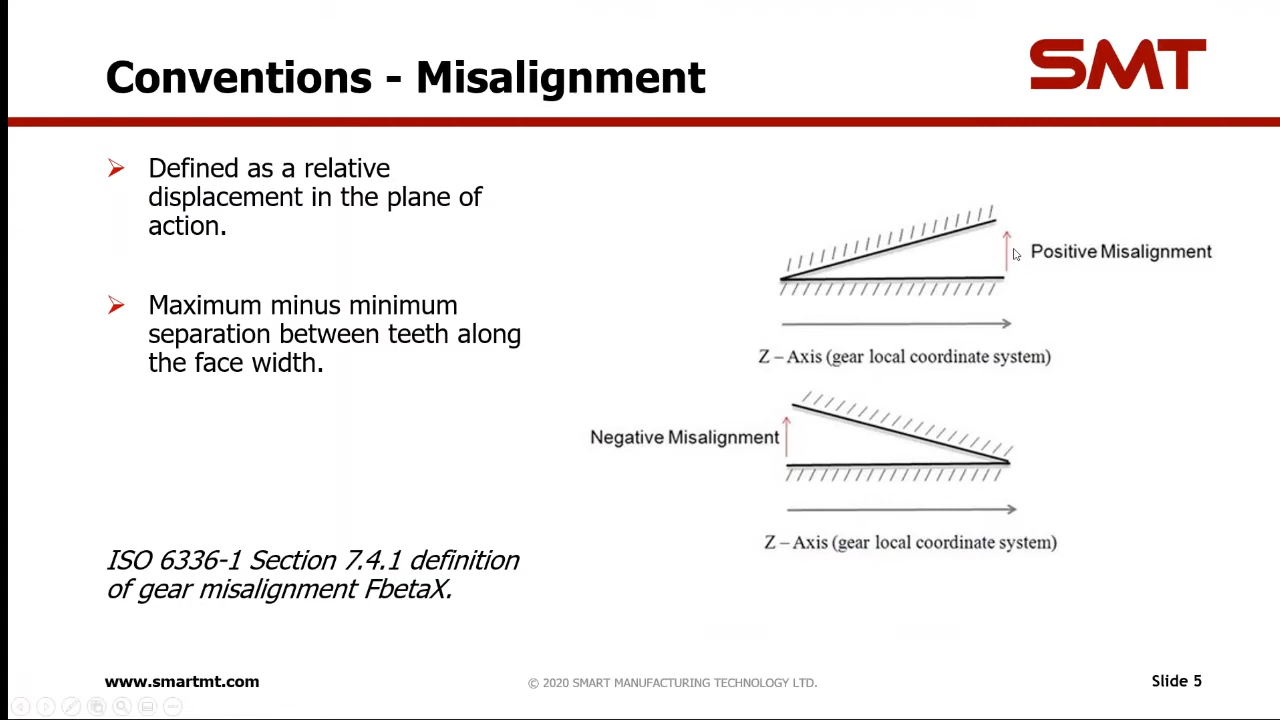 Conventions - Misalignment
SMT
Defined as a relative
displacement in the plane of
action.
Maximum minus minimum
separation between teeth along
the face width.
Positive Misalignment
Z – Axis (gear local coordinate system)
Negative Misalignment
Z – Axis (gear local coordinate system)
ISO 6336-1 Section 7.4.1 definition
of gear misalignment FbetaX.
www.smartmt.com
© 2020 SMART MANUFACTURING TECHNOLOGY LTD.
Slide 5